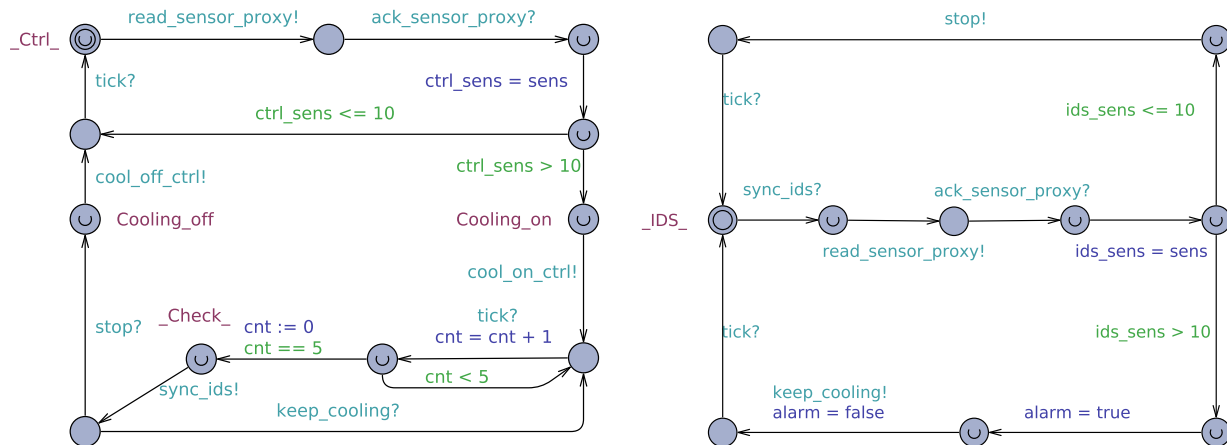 read_sensor_proxy!
ack_sensor_proxy?
_Ctrl_
tick?
ctrl_sens = sens
ctrl_sens <= 10
ctrl_sens > 10
cool_off_ctrl!
Cooling_off
Cooling_on
cool_on_ctrl!
stop?
_Check_
cnt := 0
cnt == 5
tick?
cnt = cnt + 1
cnt < 5
sync_ids!
keep_cooling?
stop!
tick?
ids_sens <= 10
sync_ids?
ack_sensor_proxy?
_IDS_
read_sensor_proxy!
ids_sens = sens
tick?
ids_sens > 10
keep_cooling!
alarm = false
alarm = true